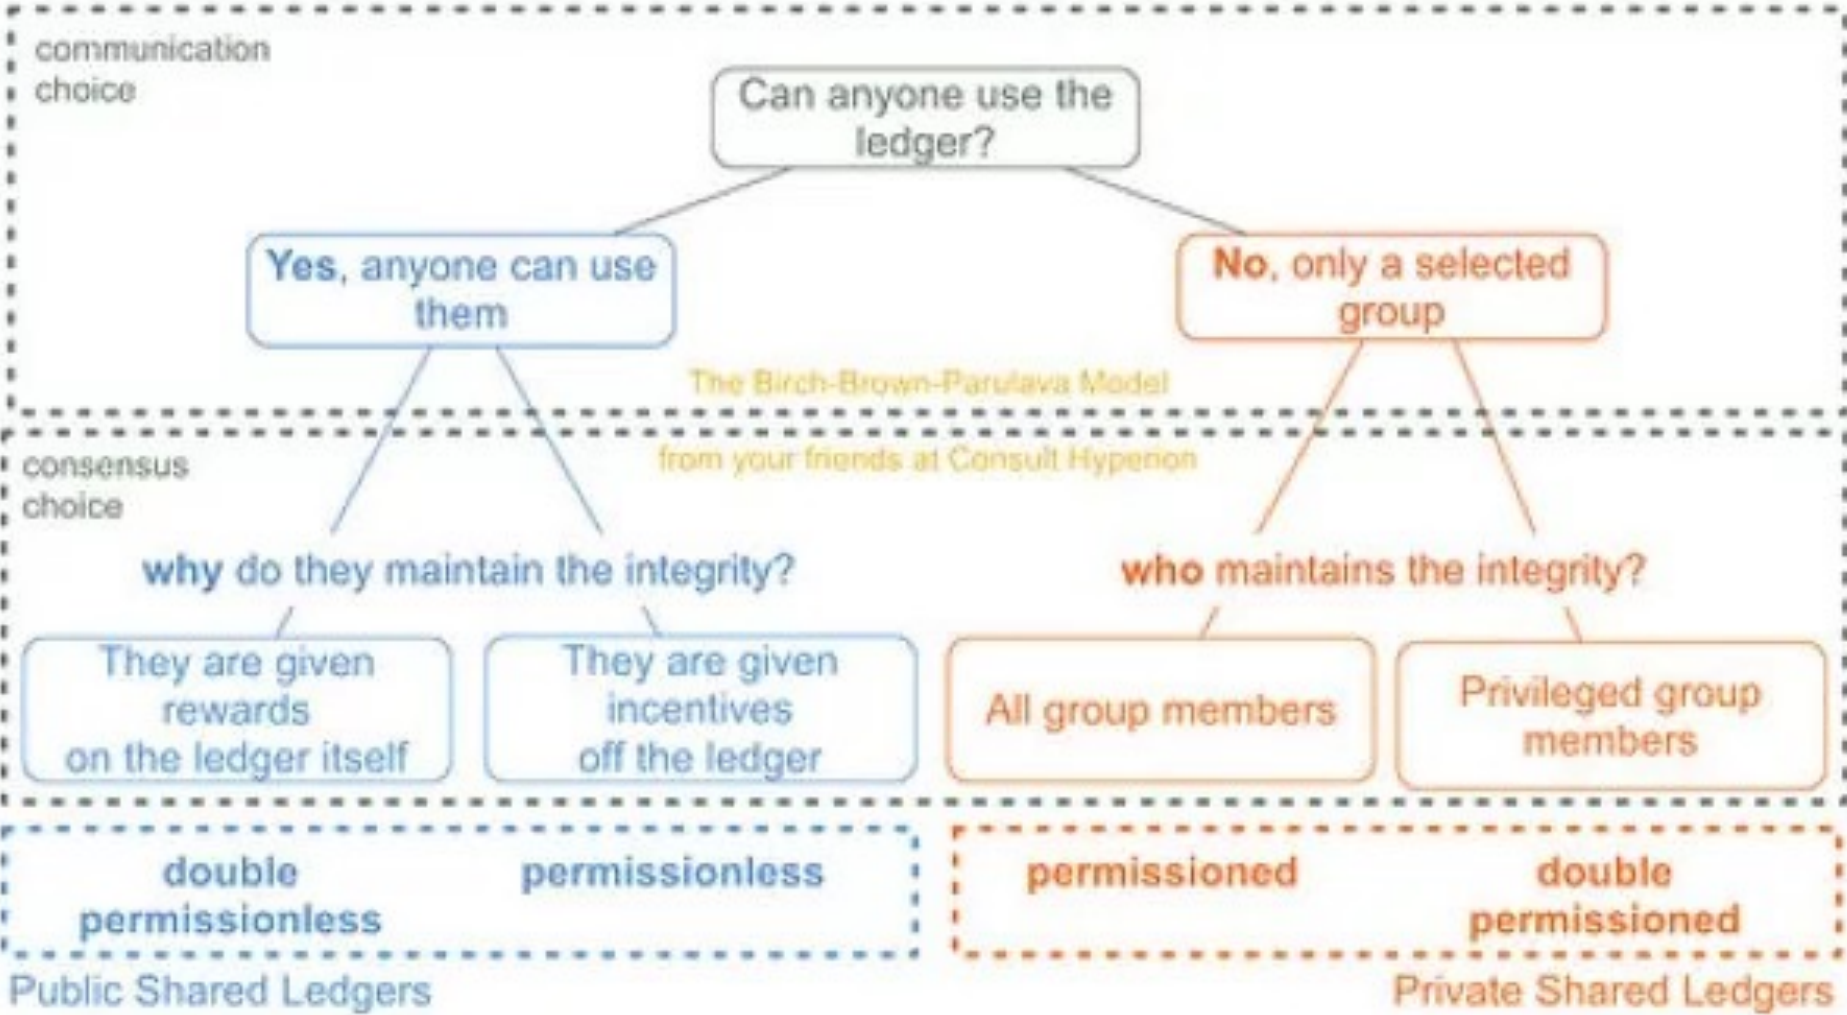 communication
choice
Can anyone use the
ledger?
Yes, anyone can use
them
No, only a selected
group
The Birch-Brown-Parulava Model
from your friends at Consult Hyperion
consensus
choice
why do they maintain the integrity?
who maintains the integrity?
They are given
rewards
on the ledger itself
They are given
incentives
off the ledger
All group members
Privileged group
members
double
permissionless
permissionless
permissioned
double
permissioned
Public Shared Ledgers
Private Shared Ledgers